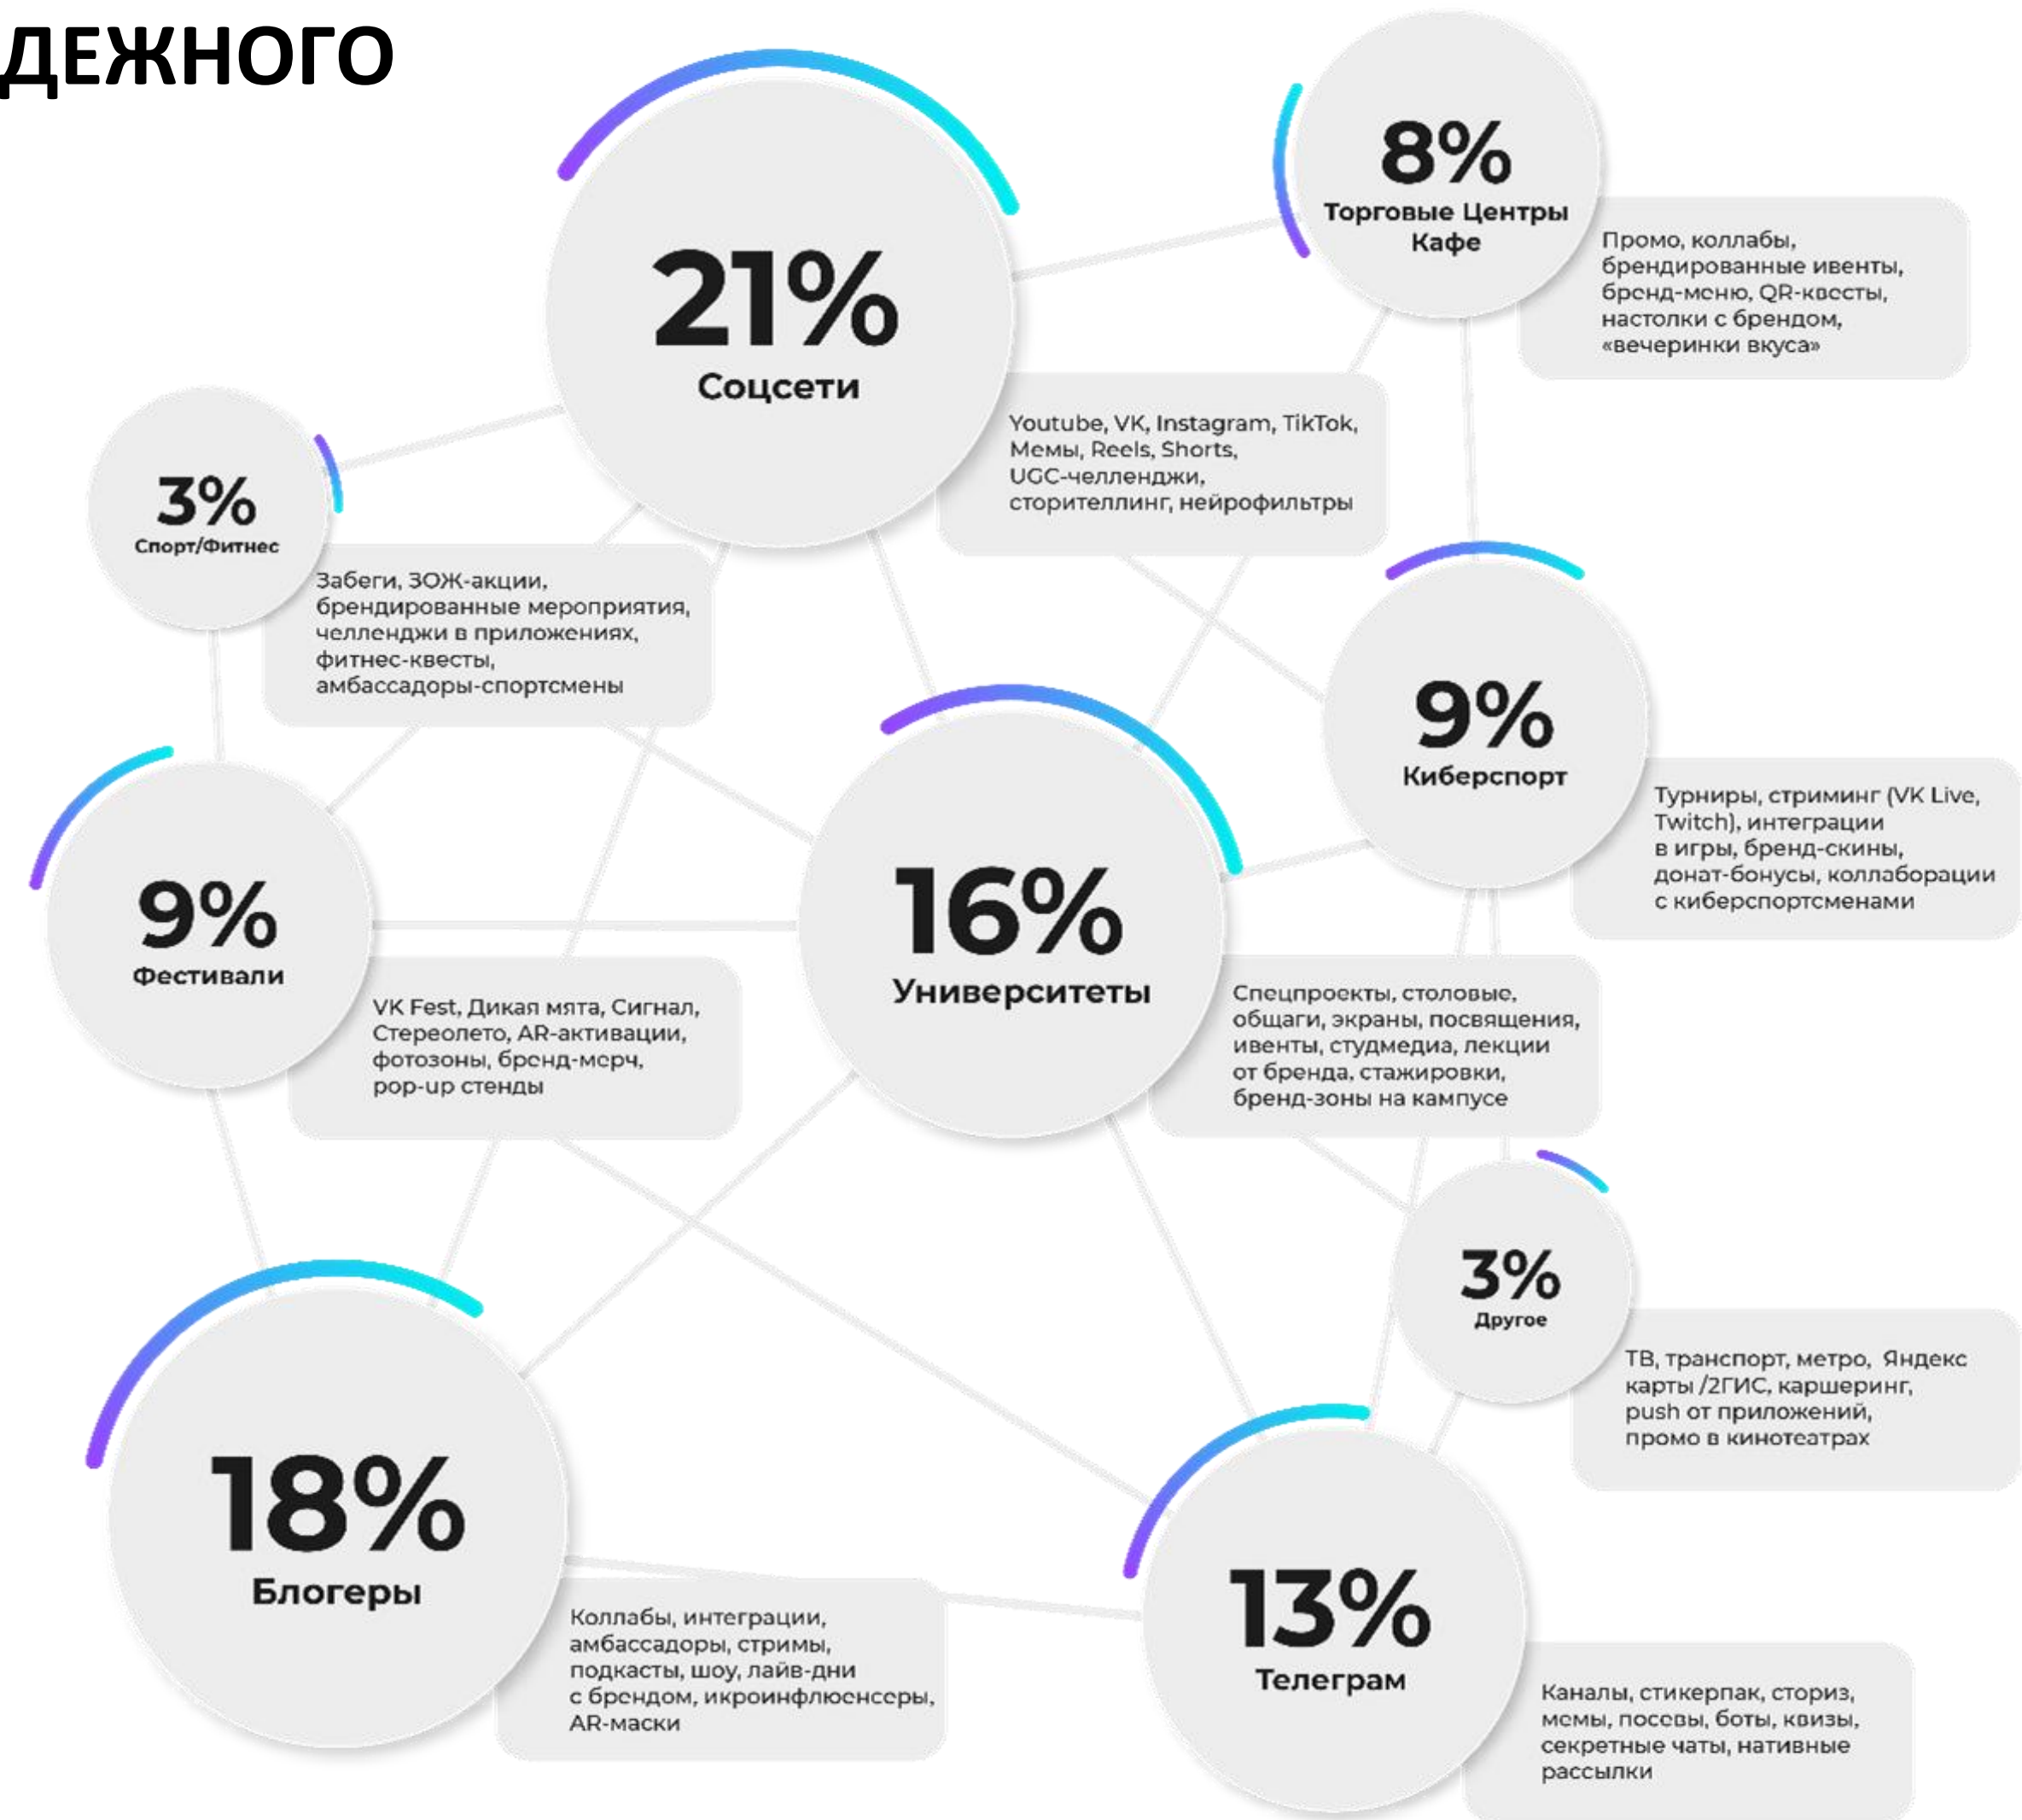 ДЕЖНОГО
21%
Соцсети
Youtube, VK, Instagram, TikTok,
Мемы, Reels, Shorts,
UGC-челленджи,
сторителлинг, нейрофильтры
8%
Торговые Центры
Кафе
Промо, коллабы,
брендированные ивенты,
бренд-меню, QR-квесты,
настолки с брендом,
«вечеринки вкуса»
3%
Спорт/Фитнес
Забеги, ЗОЖ-акции,
брендированные мероприятия,
челленджи в приложениях,
фитнес-квесты,
амбассадоры-спортсмены
9%
Киберспорт
Турниры, стриминг (VK Live,
Twitch), интеграции
в игры, бренд-скины,
донат-бонусы, коллаборации
с киберспортсменами
9%
Фестивали
VK Fest, Дикая мята, Сигнал,
Стереолето, AR-активации,
фотозоны, бренд-мерч,
pop-up стенды
16%
Университеты
Спецпроекты, столовые,
общаги, экраны, посвящения,
ивенты, студмедиа, лекции
от бренда, стажировки,
бренд-зоны на кампусе
3%
Другое
ТВ, транспорт, метро, Яндекс
карты /2ГИС, каршеринг,
push от приложений,
промо в кинотеатрах
18%
Блогеры
Коллабы, интеграции,
амбассадоры, стримы,
подкасты, шоу, лайв-дни
с брендом, икроинфлюенсеры,
AR-маски
13%
Телеграм
Каналы, стикерпак, сториз,
мемы, посевы, боты, квизы,
секретные чаты, нативные
рассылки